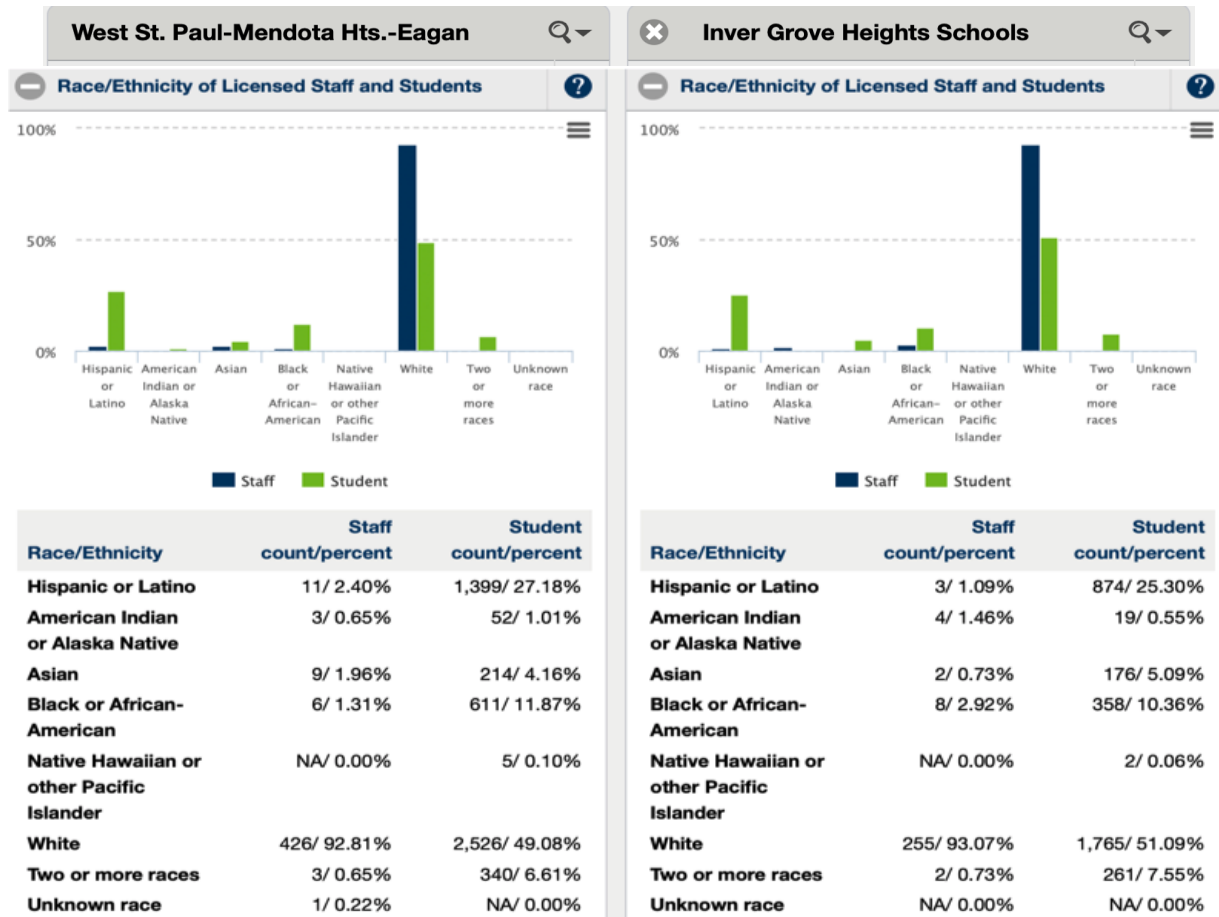 West St. Paul-Mendota Hts.-Eagan
Race/Ethnicity of Licensed Staff and Students
?
100%
50%
0%
Hispanic or Latino
American Indian or Alaska Native
Asian
Black or African-American
Native Hawaiian or other Pacific Islander
White
Two or more races
Unknown race
Staff Student
Race/Ethnicity Staff count/percent Student count/percent
Hispanic or Latino 11/ 2.40% 1,399/ 27.18%
American Indian or Alaska Native 3/ 0.65% 52/ 1.01%
Asian 9/ 1.96% 214/ 4.16%
Black or African-American 6/ 1.31% 611/ 11.87%
Native Hawaiian or other Pacific Islander NA/ 0.00% 5/ 0.10%
White 426/ 92.81% 2,526/ 49.08%
Two or more races 3/ 0.65% 340/ 6.61%
Unknown race 1/ 0.22% NA/ 0.00%
Inver Grove Heights Schools
Race/Ethnicity of Licensed Staff and Students
?
100%
50%
0%
Hispanic or Latino
American Indian or Alaska Native
Asian
Black or African-American
Native Hawaiian or other Pacific Islander
White
Two or more races
Unknown race
Staff Student
Race/Ethnicity Staff count/percent Student count/percent
Hispanic or Latino 3/ 1.09% 874/ 25.30%
American Indian or Alaska Native 4/ 1.46% 19/ 0.55%
Asian 2/ 0.73% 176/ 5.09%
Black or African-American 8/ 2.92% 358/ 10.36%
Native Hawaiian or other Pacific Islander NA/ 0.00% 2/ 0.06%
White 255/ 93.07% 1,765/ 51.09%
Two or more races 2/ 0.73% 261/ 7.55%
Unknown race NA/ 0.00% NA/ 0.00%